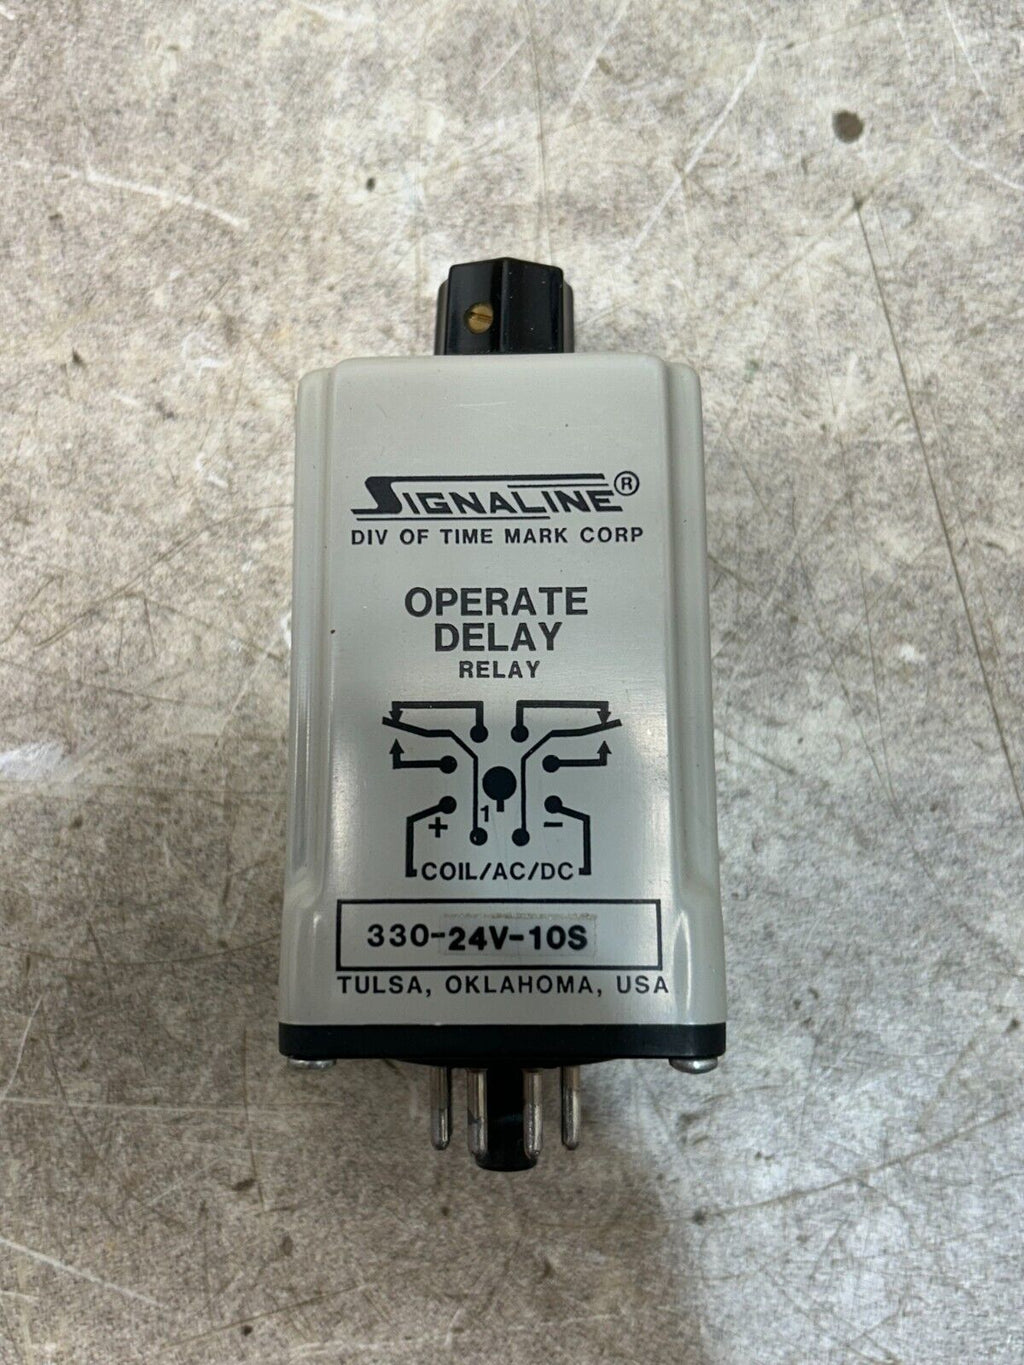 SIGNALINE®
DIV OF TIME MARK CORP
OPERATE
DELAY
RELAY
1
+ −
COIL/AC/DC
330-24V-10S
TULSA, OKLAHOMA, USA